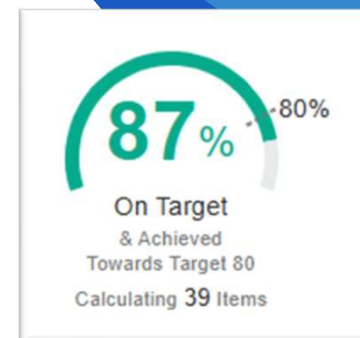 80%
87%
On Target
& Achieved
Towards Target 80
Calculating 39 Items